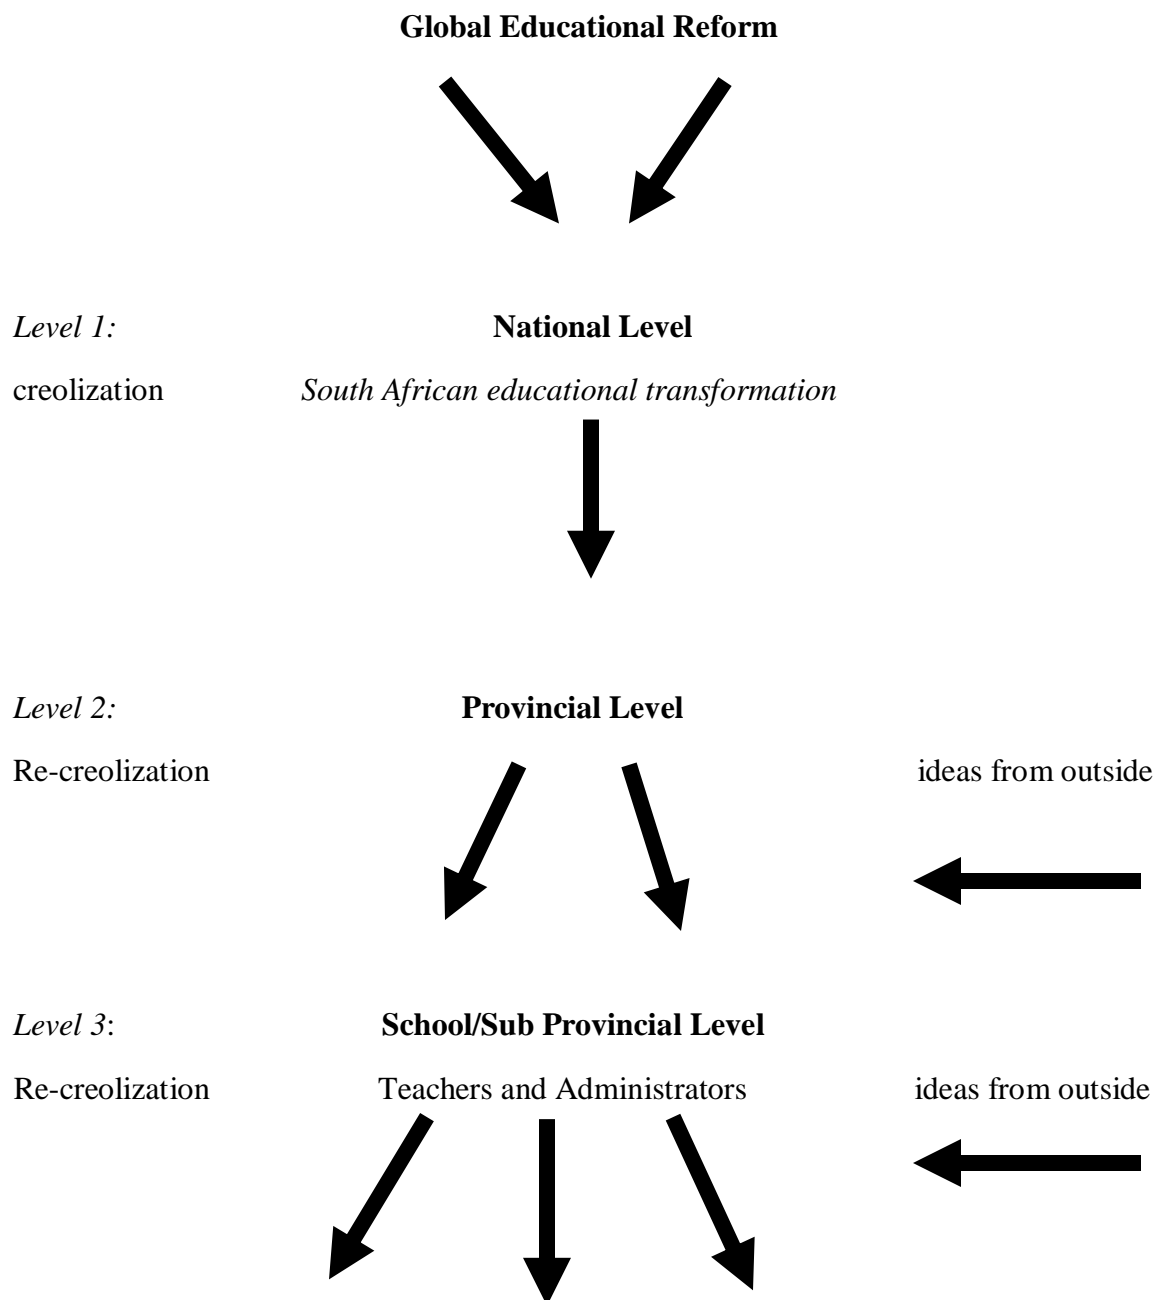 Global Educational Reform
Level 1: National Level
creolization South African educational transformation
Level 2: Provincial Level
Re-creolization ideas from outside
Level 3: School/Sub Provincial Level
Re-creolization Teachers and Administrators ideas from outside